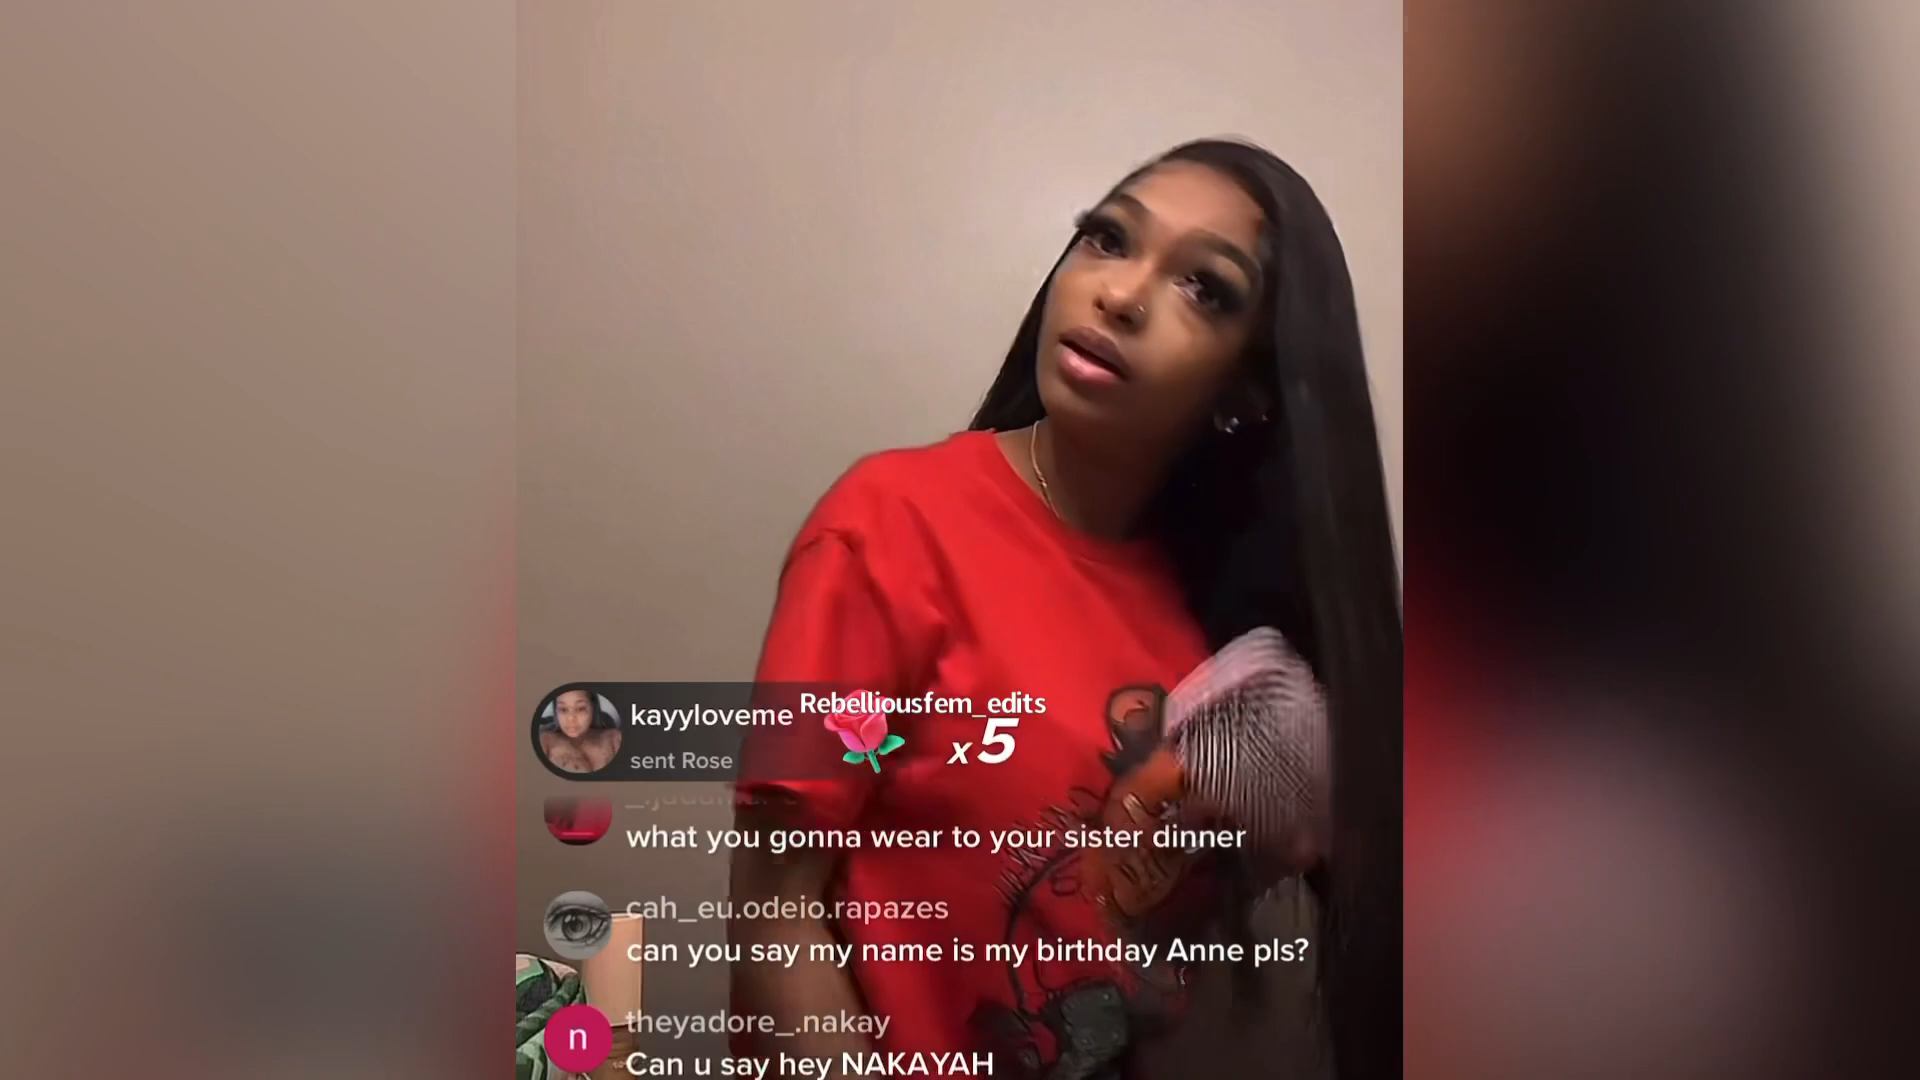 kayyloveme
Rebelliousfem_edits
x5
sent Rose
what you gonna wear to your sister dinner
cah_eu.odeio.rapazes
can you say my name is my birthday Anne pls?
n
theyadore_.nakay
Can u say hey NAKAYAH